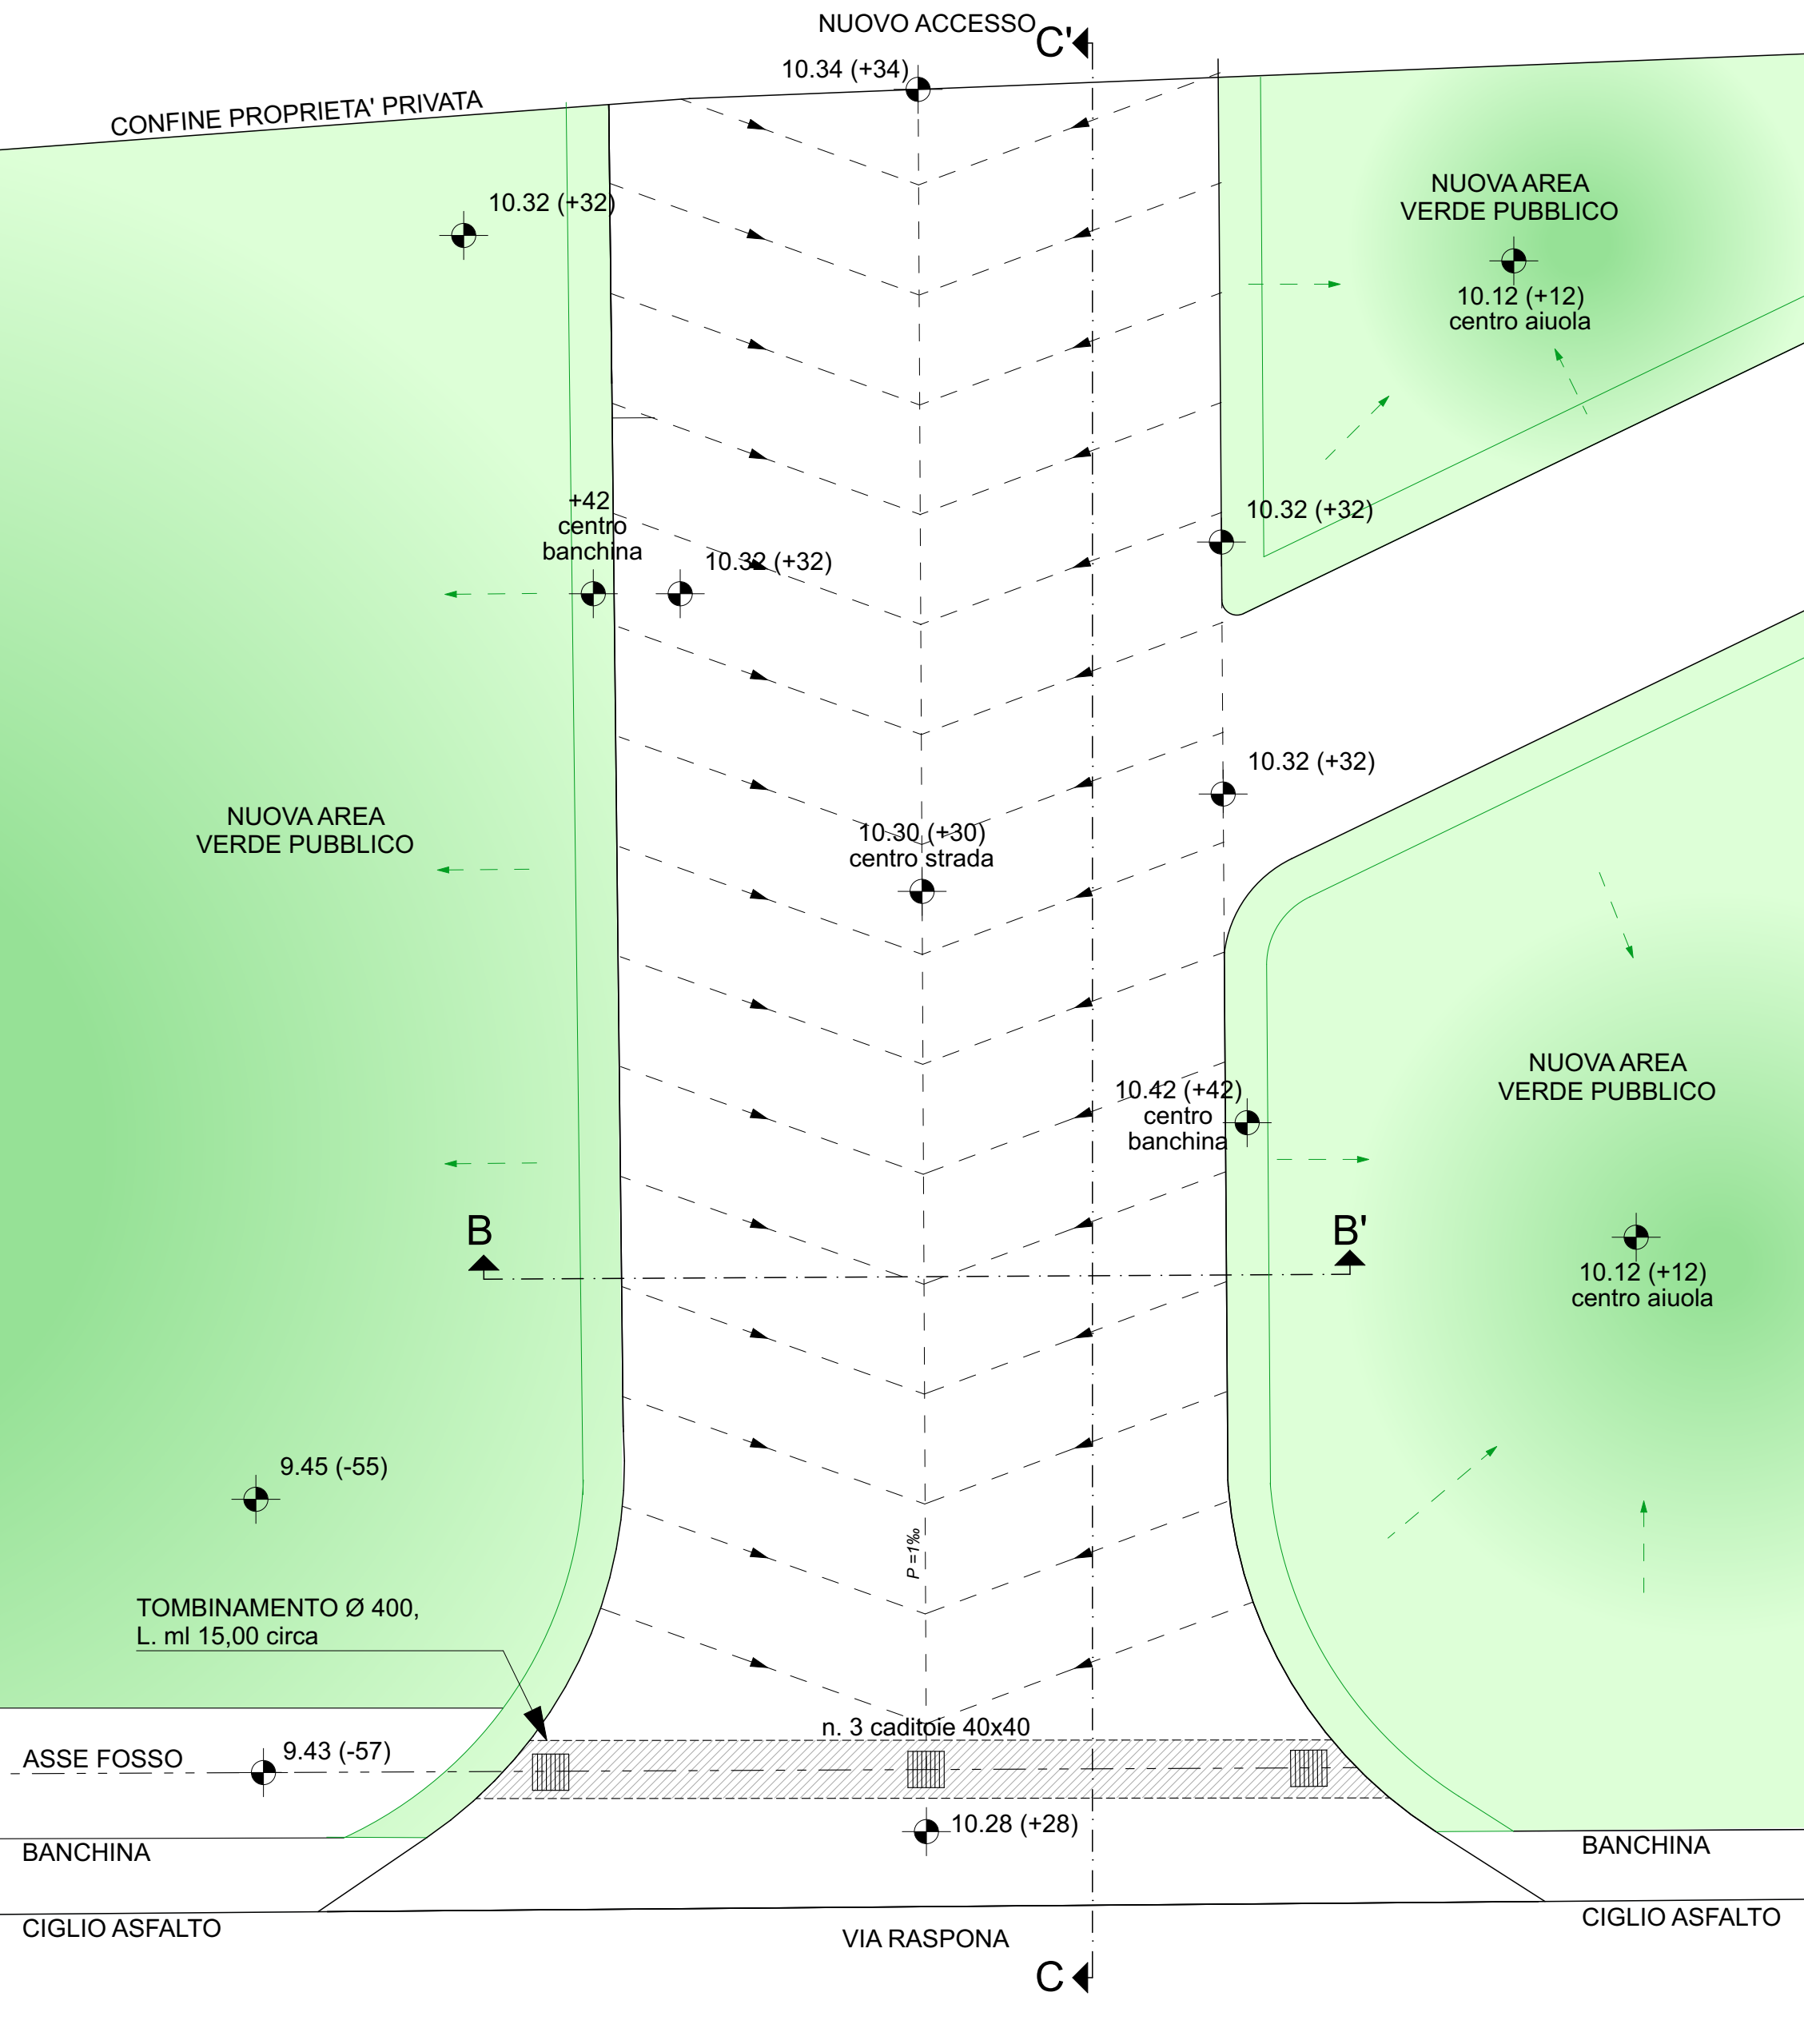 NUOVO ACCESSO
C'
10.34 (+34)
CONFINE PROPRIETA' PRIVATA
10.32 (+32)
NUOVA AREA
VERDE PUBBLICO
10.12 (+12)
centro aiuola
+42
centro
banchina
10.32 (+32)
10.32 (+32)
10.32 (+32)
NUOVA AREA
VERDE PUBBLICO
10.30 (+30)
centro strada
10.42 (+42)
centro
banchina
NUOVA AREA
VERDE PUBBLICO
B
B'
10.12 (+12)
centro aiuola
9.45 (-55)
P =1‰
TOMBINAMENTO Ø 400,
L. ml 15,00 circa
n. 3 caditoie 40x40
ASSE FOSSO
9.43 (-57)
10.28 (+28)
BANCHINA
BANCHINA
CIGLIO ASFALTO
CIGLIO ASFALTO
VIA RASPONA
C